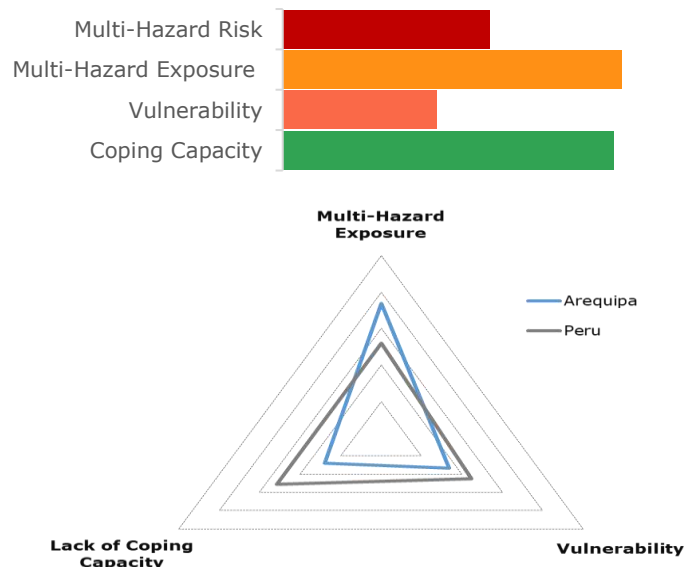 Multi-Hazard Risk
Multi-Hazard Exposure
Vulnerability
Coping Capacity
Multi-Hazard
Exposure
Arequipa
Peru
Lack of Coping
Capacity
Vulnerability